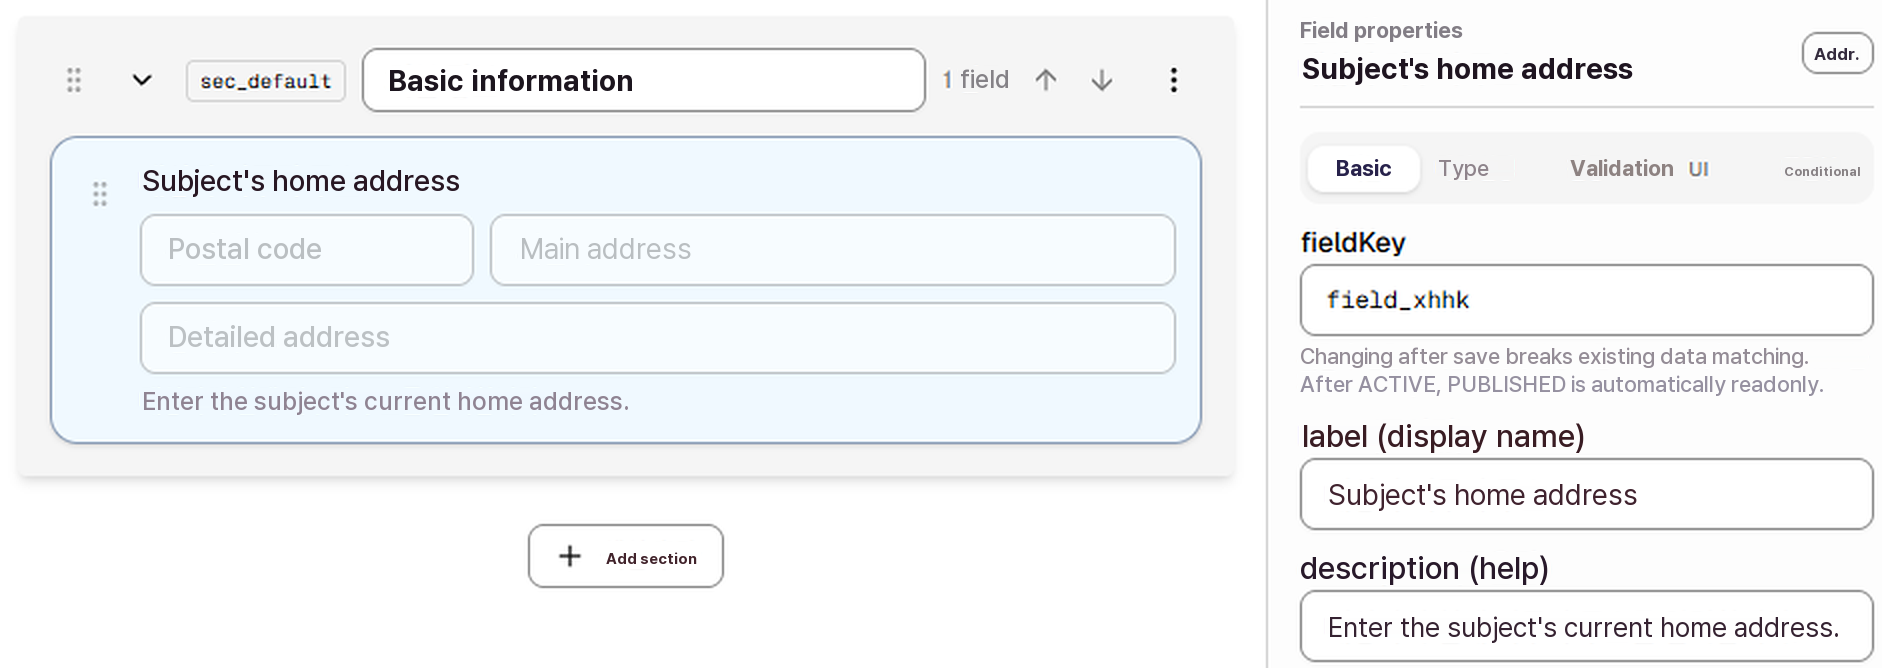 sec_default
Basic information
1 field
Subject's home address
Postal code
Main address
Detailed address
Enter the subject's current home address.
Add section
Field properties
Subject's home address
Addr.
Basic
Type
Validation
UI
Conditional
fieldKey
field_xhhk
Changing after save breaks existing data matching.
After ACTIVE, PUBLISHED is automatically readonly.
label (display name)
Subject's home address
description (help)
Enter the subject's current home address.